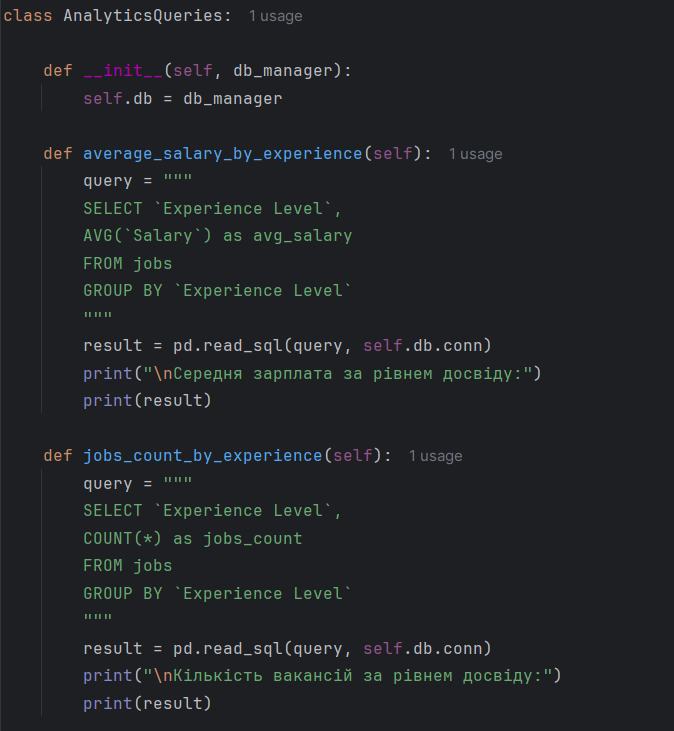 class AnalyticsQueries: 1 usage
def __init__(self, db_manager):
self.db = db_manager
def average_salary_by_experience(self): 1 usage
query = """
SELECT `Experience Level`,
AVG(`Salary`) as avg_salary
FROM jobs
GROUP BY `Experience Level`
"""
result = pd.read_sql(query, self.db.conn)
print("\nСередня зарплата за рівнем досвіду:")
print(result)
def jobs_count_by_experience(self): 1 usage
query = """
SELECT `Experience Level`,
COUNT(*) as jobs_count
FROM jobs
GROUP BY `Experience Level`
"""
result = pd.read_sql(query, self.db.conn)
print("\nКількість вакансій за рівнем досвіду:")
print(result)